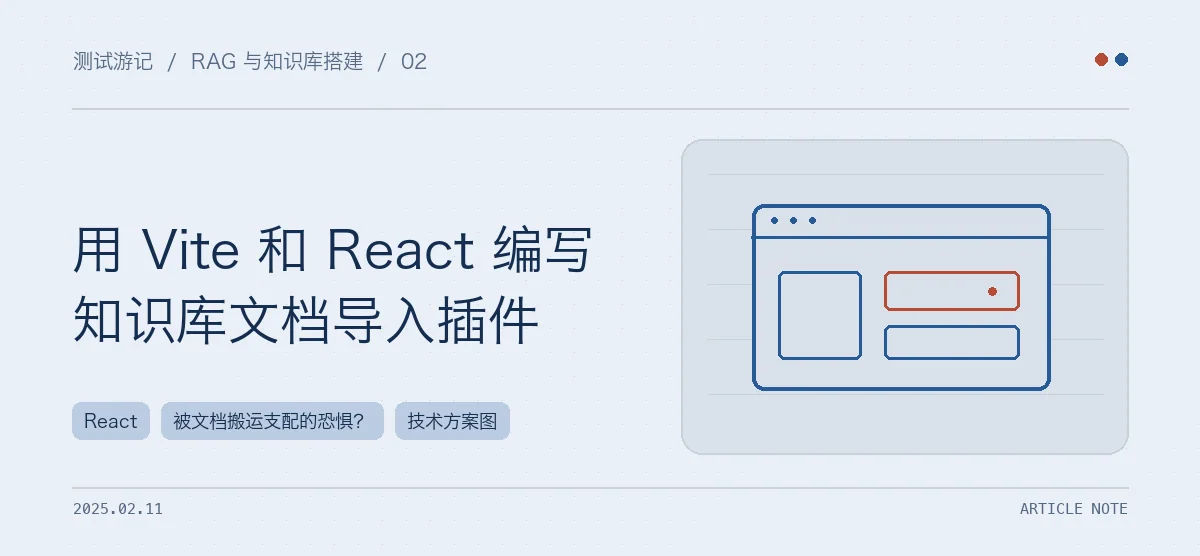 测试游记 / RAG 与知识库搭建 / 02
用 Vite 和 React 编写
知识库文档导入插件
React 被文档搬运支配的恐惧？ 技术方案图
2025.02.11 ARTICLE NOTE